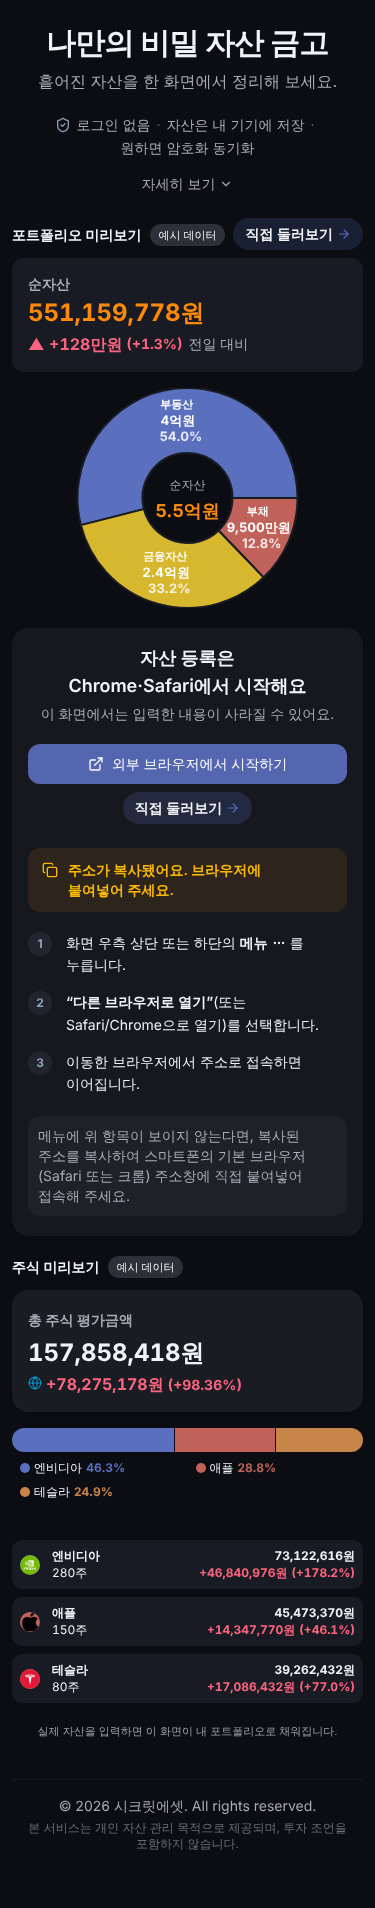 나만의 비밀 자산 금고
흩어진 자산을 한 화면에서 정리해 보세요.
로그인 없음 · 자산은 내 기기에 저장 ·
원하면 암호화 동기화
자세히 보기
포트폴리오 미리보기 예시 데이터 직접 둘러보기 →
순자산
551,159,778원
▲ +128만원 (+1.3%) 전일 대비
부동산
4억원
54.0%
순자산
5.5억원
부채
9,500만원
12.8%
금융자산
2.4억원
33.2%
자산 등록은
Chrome·Safari에서 시작해요
이 화면에서는 입력한 내용이 사라질 수 있어요.
외부 브라우저에서 시작하기
직접 둘러보기 →
주소가 복사됐어요. 브라우저에
붙여넣어 주세요.
1 화면 우측 상단 또는 하단의 메뉴 ··· 를
누릅니다.
2 “다른 브라우저로 열기”(또는
Safari/Chrome으로 열기)를 선택합니다.
3 이동한 브라우저에서 주소로 접속하면
이어집니다.
메뉴에 위 항목이 보이지 않는다면, 복사된
주소를 복사하여 스마트폰의 기본 브라우저
(Safari 또는 크롬) 주소창에 직접 붙여넣어
접속해 주세요.
주식 미리보기 예시 데이터
총 주식 평가금액
157,858,418원
+78,275,178원 (+98.36%)
엔비디아 46.3% 애플 28.8%
테슬라 24.9%
엔비디아 73,122,616원
280주 +46,840,976원 (+178.2%)
애플 45,473,370원
150주 +14,347,770원 (+46.1%)
테슬라 39,262,432원
80주 +17,086,432원 (+77.0%)
실제 자산을 입력하면 이 화면이 내 포트폴리오로 채워집니다.
© 2026 시크릿에셋. All rights reserved.
본 서비스는 개인 자산 관리 목적으로 제공되며, 투자 조언을
포함하지 않습니다.